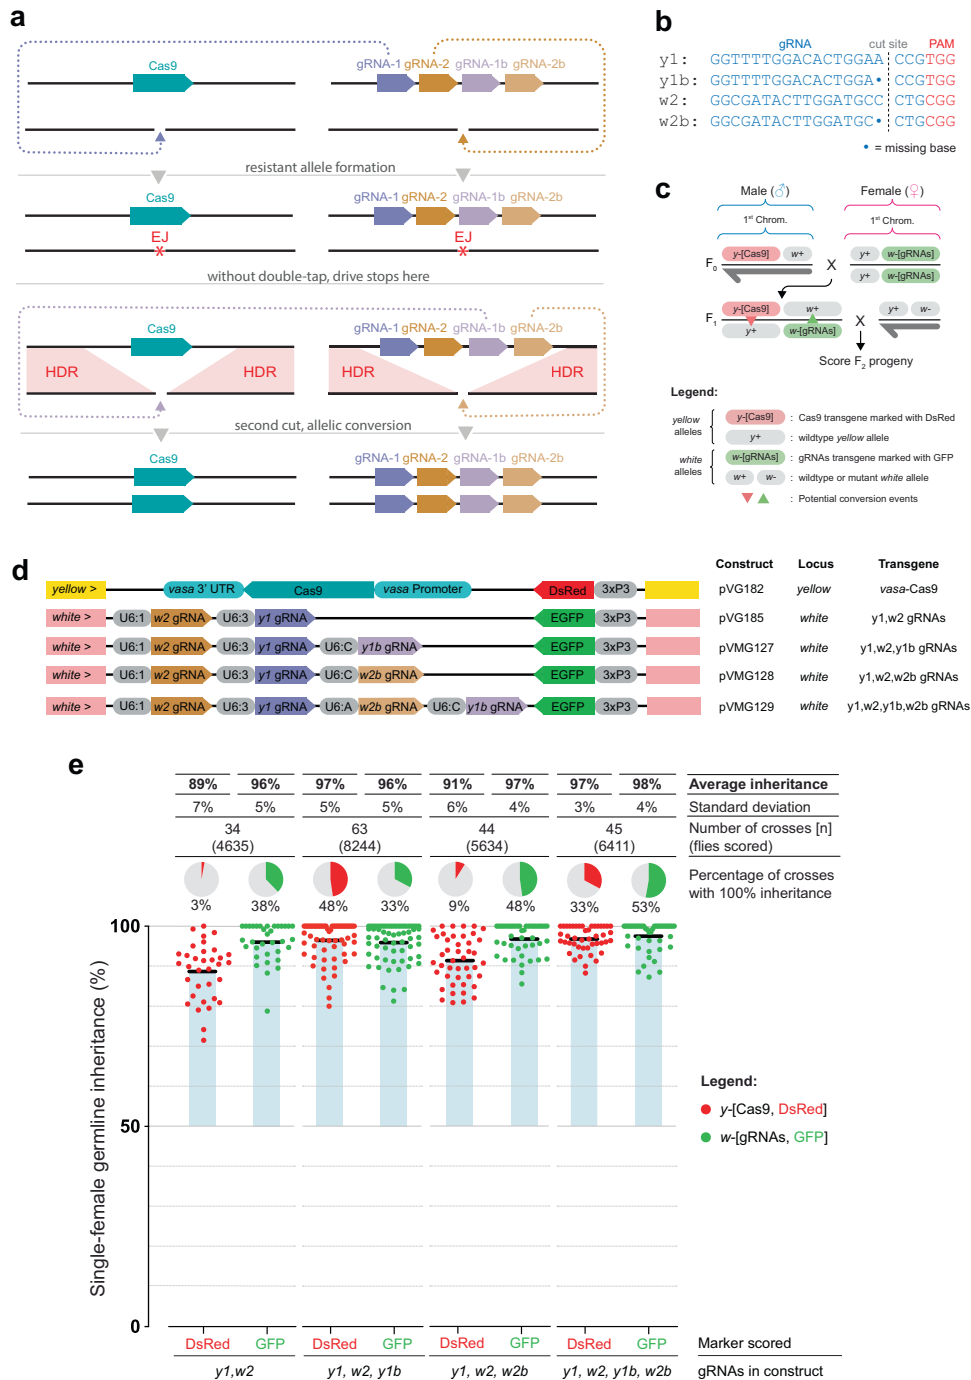 a
Cas9
gRNA-1 gRNA-2 gRNA-1b gRNA-2b
resistant allele formation
Cas9
gRNA-1 gRNA-2 gRNA-1b gRNA-2b
EJ
X
EJ
X
without double-tap, drive stops here
Cas9
gRNA-1 gRNA-2 gRNA-1b gRNA-2b
HDR
HDR
HDR
HDR
second cut, allelic conversion
Cas9
gRNA-1 gRNA-2 gRNA-1b gRNA-2b
b
gRNA cut site PAM
y1: GGTTTTGGACACTGGAA CCGTGG
y1b: GGTTTTGGACACTGGA• CCGTGG
w2: GGCGATACTTGGATGCC CTGCGG
w2b: GGCGATACTTGGATGC• CTGCGG
• = missing base
c
Male (♂) Female (♀)
1st Chrom. 1st Chrom.
F0 y-[Cas9] w+ X y+ w-[gRNAs]
y+ w-[gRNAs]
F1 y-[Cas9] w+ X y+ w-
y+ w-[gRNAs]
Score F2 progeny
Legend:
yellow alleles
y-[Cas9] : Cas9 transgene marked with DsRed
y+ : wildtype yellow allele
white alleles
w-[gRNAs] : gRNAs transgene marked with GFP
w+ w- : wildtype or mutant white allele
: Potential conversion events
d
Construct Locus Transgene
yellow > vasa 3' UTR Cas9 vasa Promoter DsRed 3xP3 pVG182 yellow vasa-Cas9
white > U6:1 w2 gRNA U6:3 y1 gRNA EGFP 3xP3 pVG185 white y1,w2 gRNAs
white > U6:1 w2 gRNA U6:3 y1 gRNA U6:C y1b gRNA EGFP 3xP3 pVMG127 white y1,w2,y1b gRNAs
white > U6:1 w2 gRNA U6:3 y1 gRNA U6:C w2b gRNA EGFP 3xP3 pVMG128 white y1,w2,w2b gRNAs
white > U6:1 w2 gRNA U6:3 y1 gRNA U6:A w2b gRNA U6:C y1b gRNA EGFP 3xP3 pVMG129 white y1,w2,y1b,w2b gRNAs
e
89% 96% 97% 96% 91% 97% 97% 98% Average inheritance
7% 5% 5% 5% 6% 4% 3% 4% Standard deviation
34 63 44 45 Number of crosses [n]
(4635) (8244) (5634) (6411) (flies scored)
Percentage of crosses
with 100% inheritance
3% 38% 48% 33% 9% 48% 33% 53%
Single-female germline inheritance (%)
100
50
0
Legend:
y-[Cas9, DsRed]
w-[gRNAs, GFP]
DsRed GFP DsRed GFP DsRed GFP DsRed GFP Marker scored
y1,w2 y1, w2, y1b y1, w2, w2b y1, w2, y1b, w2b gRNAs in construct